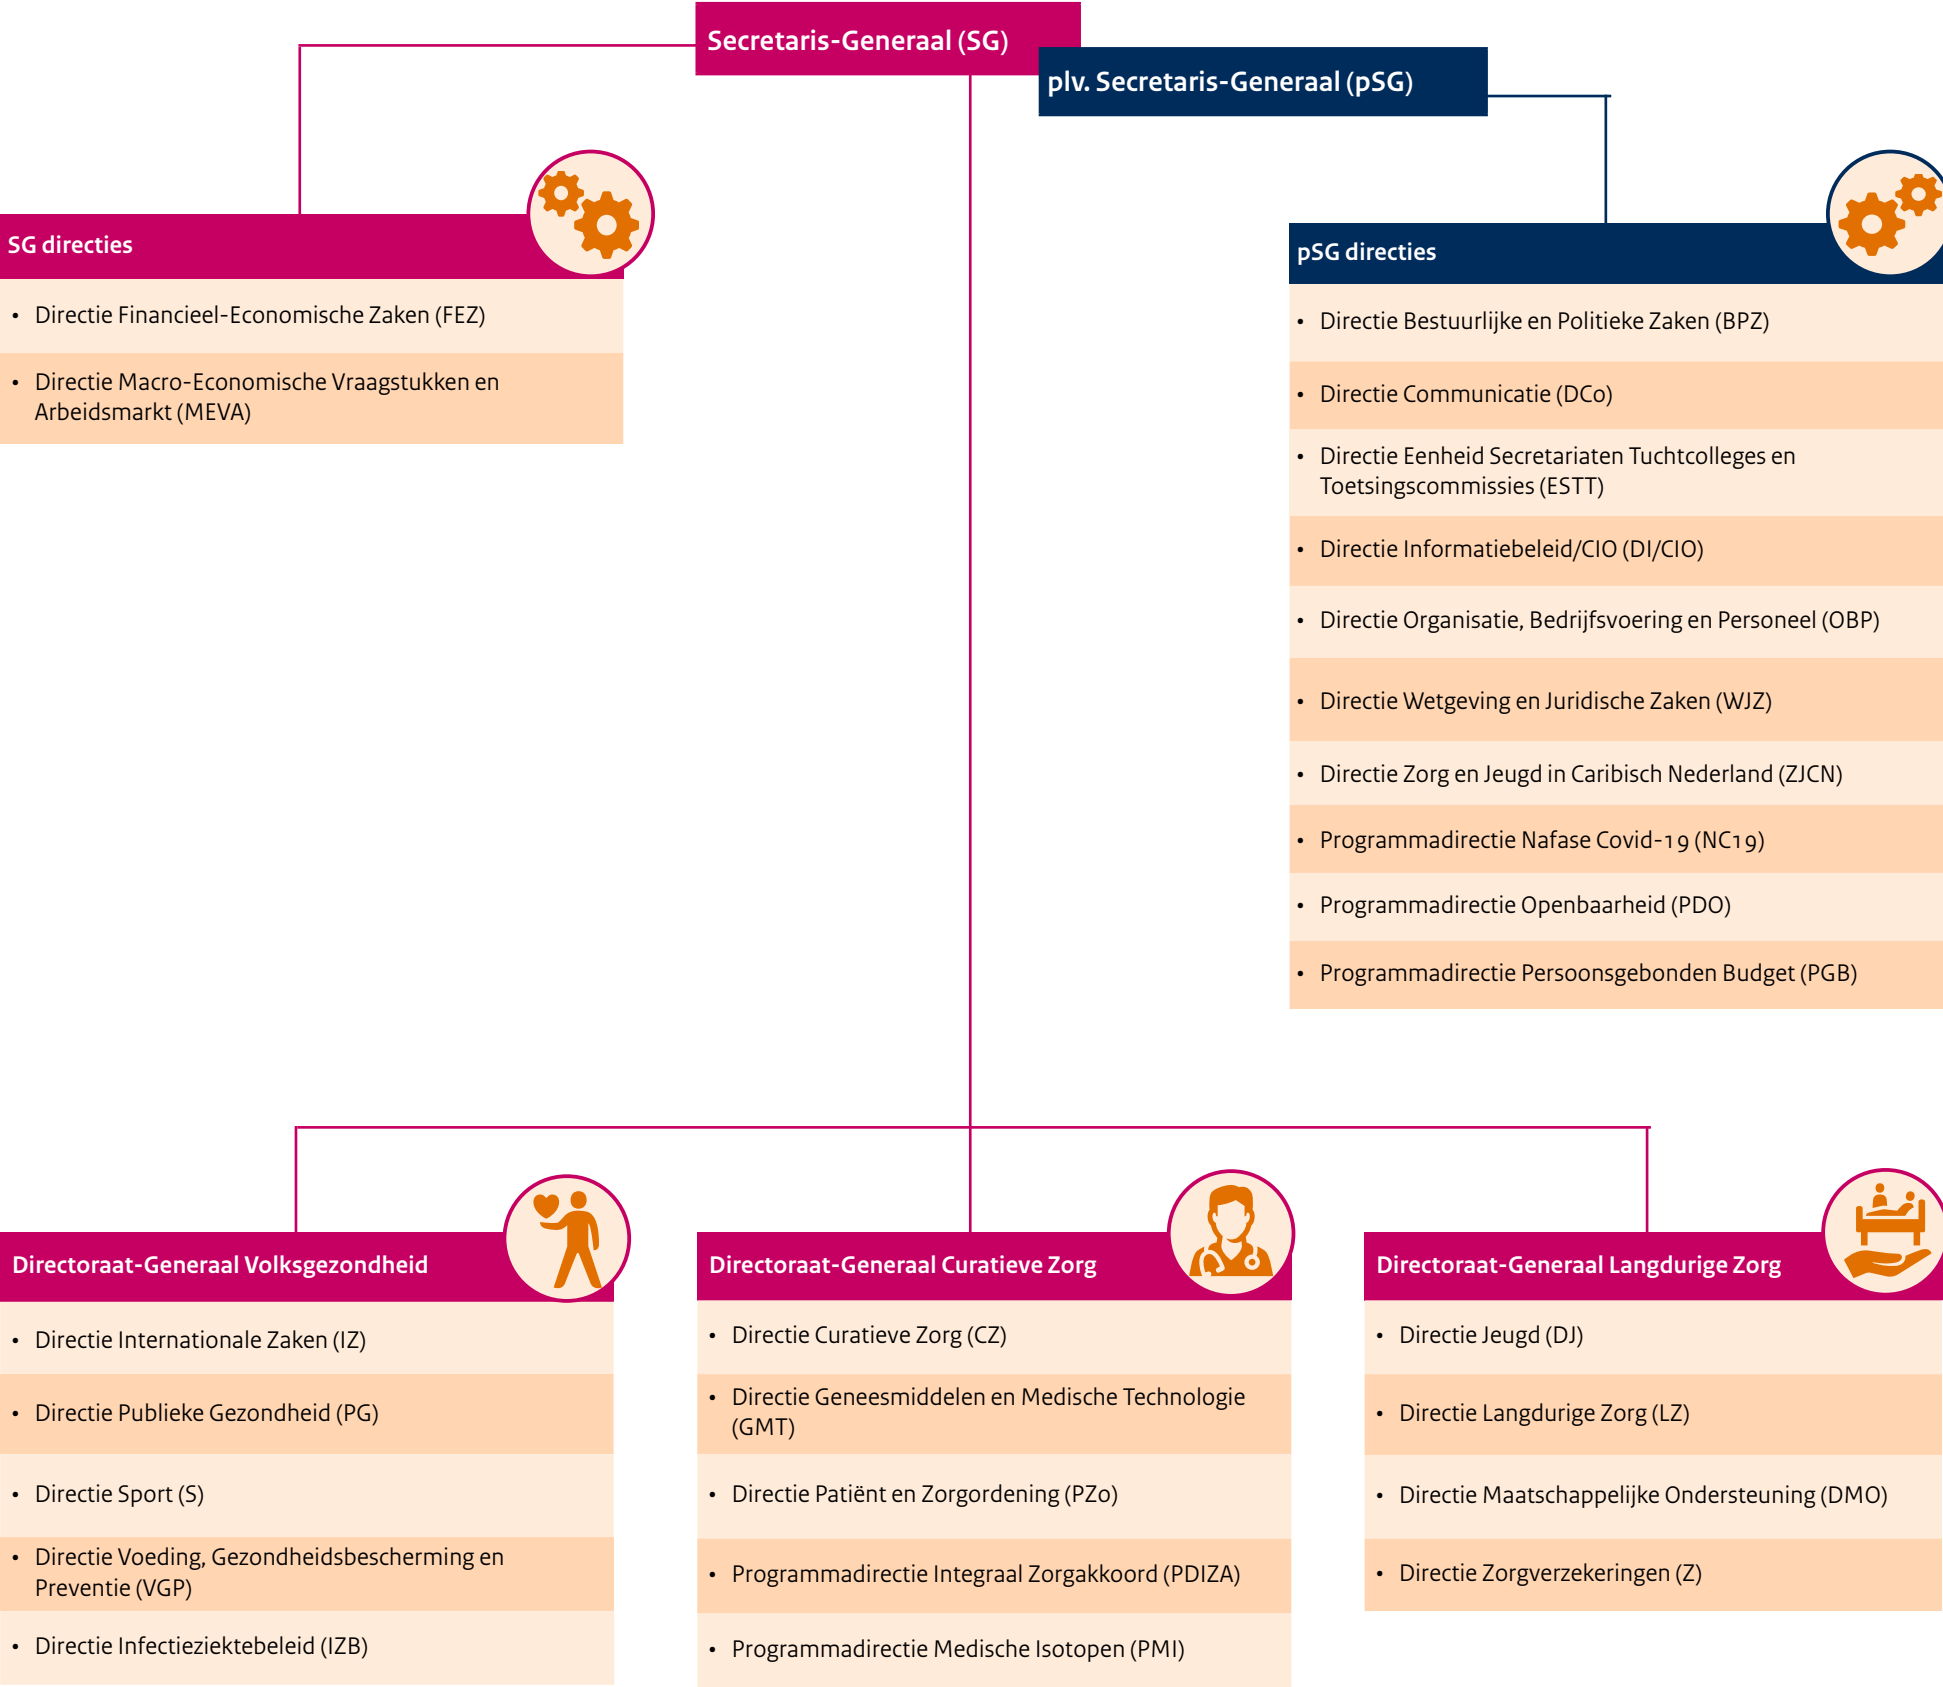 Secretaris-Generaal (SG)
plv. Secretaris-Generaal (pSG)
SG directies
• Directie Financieel-Economische Zaken (FEZ)
• Directie Macro-Economische Vraagstukken en
Arbeidsmarkt (MEVA)
pSG directies
• Directie Bestuurlijke en Politieke Zaken (BPZ)
• Directie Communicatie (DCo)
• Directie Eenheid Secretariaten Tuchtcolleges en
Toetsingscommissies (ESTT)
• Directie Informatiebeleid/CIO (DI/CIO)
• Directie Organisatie, Bedrijfsvoering en Personeel (OBP)
• Directie Wetgeving en Juridische Zaken (WJZ)
• Directie Zorg en Jeugd in Caribisch Nederland (ZJCN)
• Programmadirectie Nafase Covid-19 (NC19)
• Programmadirectie Openbaarheid (PDO)
• Programmadirectie Persoonsgebonden Budget (PGB)
Directoraat-Generaal Volksgezondheid
• Directie Internationale Zaken (IZ)
• Directie Publieke Gezondheid (PG)
• Directie Sport (S)
• Directie Voeding, Gezondheidsbescherming en
Preventie (VGP)
• Directie Infectieziektebeleid (IZB)
Directoraat-Generaal Curatieve Zorg
• Directie Curatieve Zorg (CZ)
• Directie Geneesmiddelen en Medische Technologie
(GMT)
• Directie Patiënt en Zorgordening (PZo)
• Programmadirectie Integraal Zorgakkoord (PDIZA)
• Programmadirectie Medische Isotopen (PMI)
Directoraat-Generaal Langdurige Zorg
• Directie Jeugd (DJ)
• Directie Langdurige Zorg (LZ)
• Directie Maatschappelijke Ondersteuning (DMO)
• Directie Zorgverzekeringen (Z)